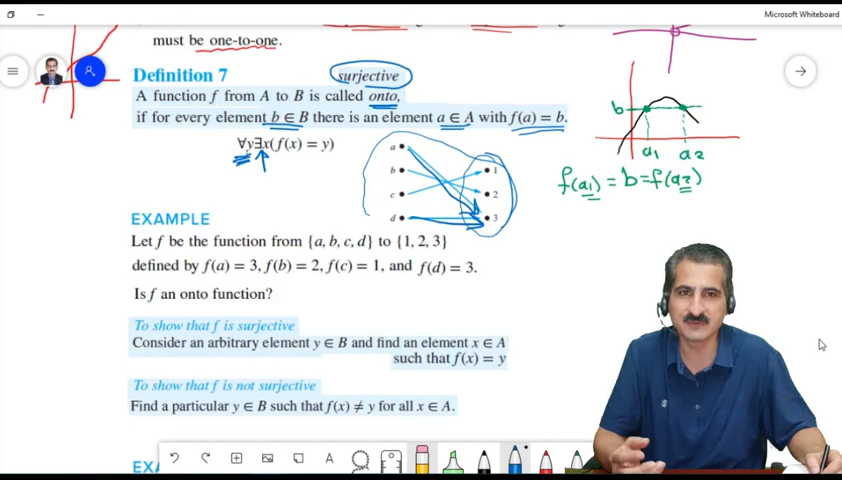 Microsoft Whiteboard
must be one-to-one.
Definition 7
surjective
A function f from A to B is called onto,
if for every element b ∈ B there is an element a ∈ A with f(a) = b.
∀y∃x(f(x) = y)
a
b
c
d
1
2
3
b
a1 a2
f(a1) = b = f(a2)
EXAMPLE
Let f be the function from {a, b, c, d} to {1, 2, 3}
defined by f(a) = 3, f(b) = 2, f(c) = 1, and f(d) = 3.
Is f an onto function?
To show that f is surjective
Consider an arbitrary element y ∈ B and find an element x ∈ A
such that f(x) = y
To show that f is not surjective
Find a particular y ∈ B such that f(x) ≠ y for all x ∈ A.
A